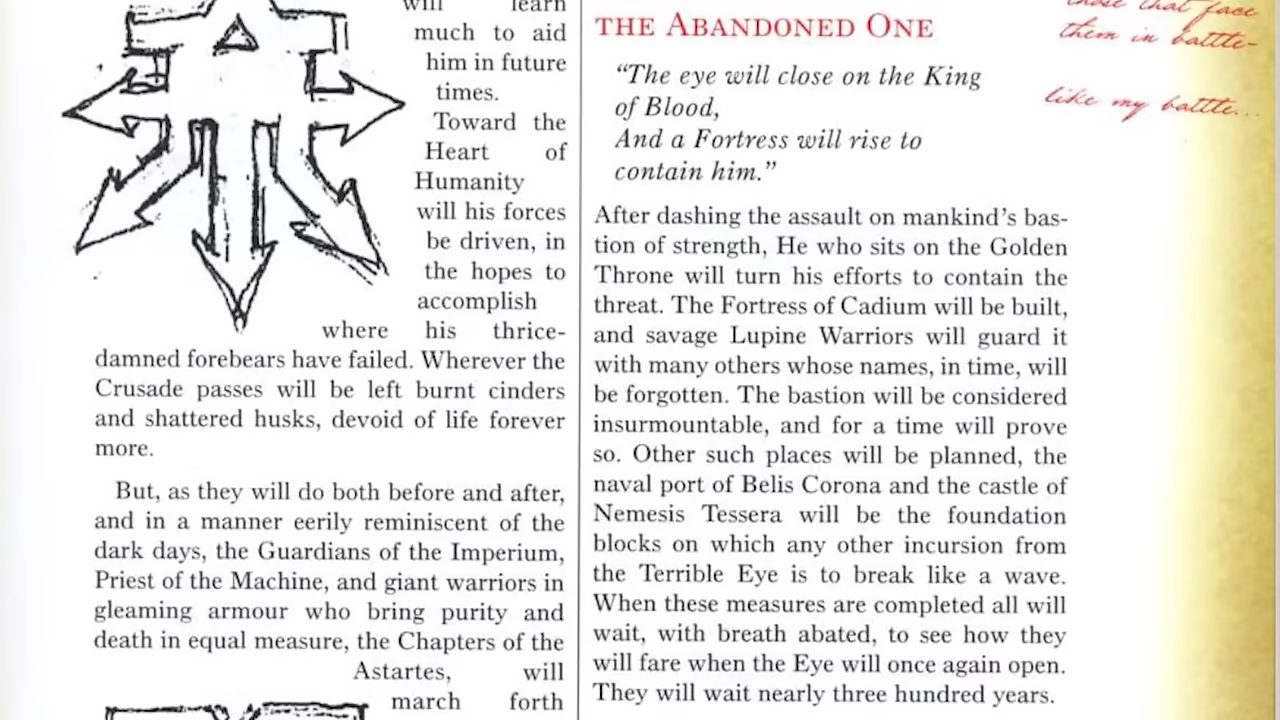 will learn
much to aid
him in future
times.
Toward the
Heart of
Humanity
will his forces
be driven, in
the hopes to
accomplish
where his thrice-
damned forebears have failed. Wherever the
Crusade passes will be left burnt cinders
and shattered husks, devoid of life forever
more.
But, as they will do both before and after,
and in a manner eerily reminiscent of the
dark days, the Guardians of the Imperium,
Priest of the Machine, and giant warriors in
gleaming armour who bring purity and
death in equal measure, the Chapters of the
Astartes, will
march forth
THE ABANDONED ONE
“The eye will close on the King
of Blood,
And a Fortress will rise to
contain him.”
After dashing the assault on mankind’s bas-
tion of strength, He who sits on the Golden
Throne will turn his efforts to contain the
threat. The Fortress of Cadium will be built,
and savage Lupine Warriors will guard it
with many others whose names, in time, will
be forgotten. The bastion will be considered
insurmountable, and for a time will prove
so. Other such places will be planned, the
naval port of Belis Corona and the castle of
Nemesis Tessera will be the foundation
blocks on which any other incursion from
the Terrible Eye is to break like a wave.
When these measures are completed all will
wait, with breath abated, to see how they
will fare when the Eye will once again open.
They will wait nearly three hundred years.
those that face
them in battle-
like my battle...